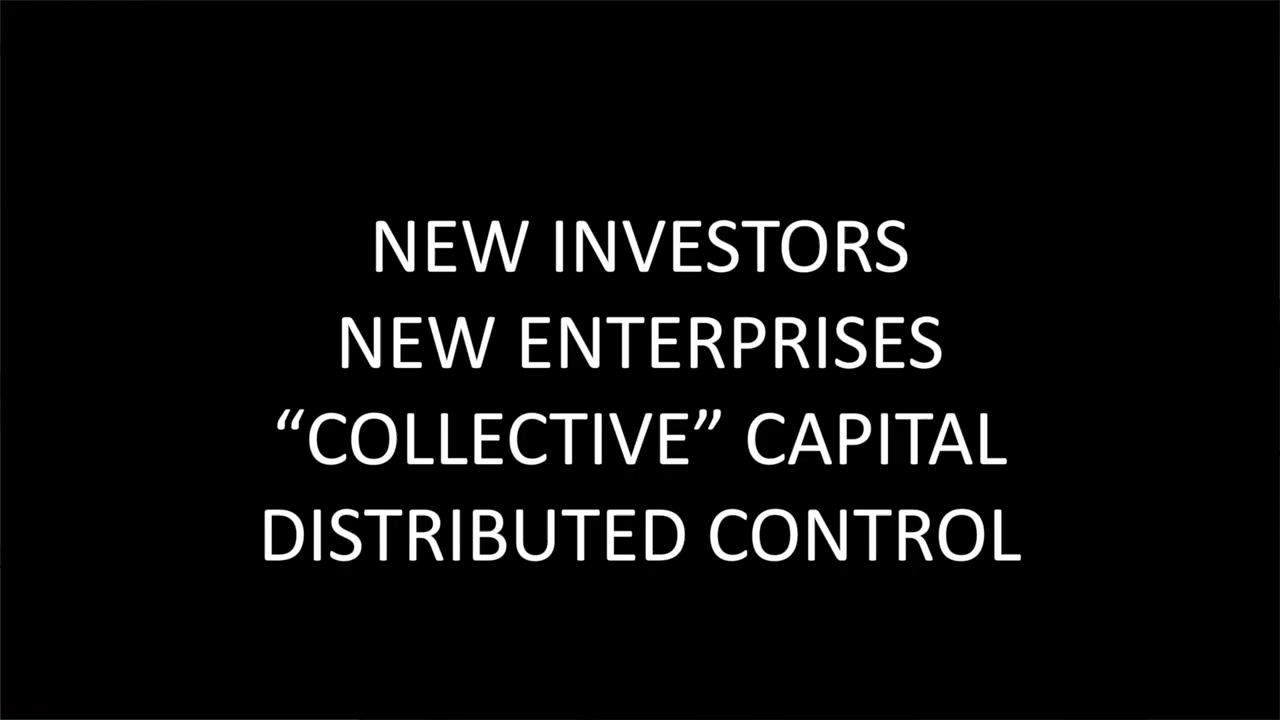 NEW INVESTORS
NEW ENTERPRISES
“COLLECTIVE” CAPITAL
DISTRIBUTED CONTROL